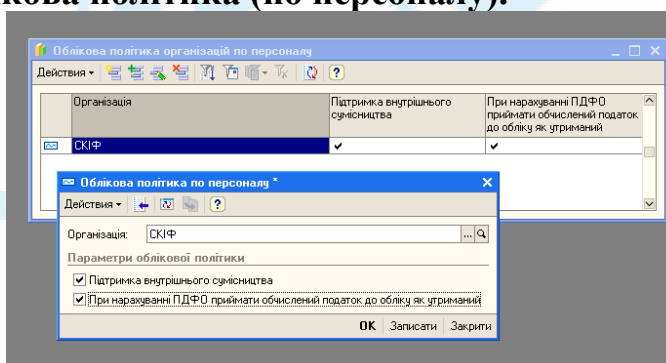 кова політика (по персоналу).
Облікова політика організацій по персоналу
Действия
Організація
Підтримка внутрішнього сумісництва
При нарахуванні ПДФО приймати обчислений податок до обліку як утриманий
СКІФ
Облікова політика по персоналу *
Действия
Організація: СКІФ
Параметри облікової політики
Підтримка внутрішнього сумісництва
При нарахуванні ПДФО приймати обчислений податок до обліку як утриманий
OK Записати Закрити